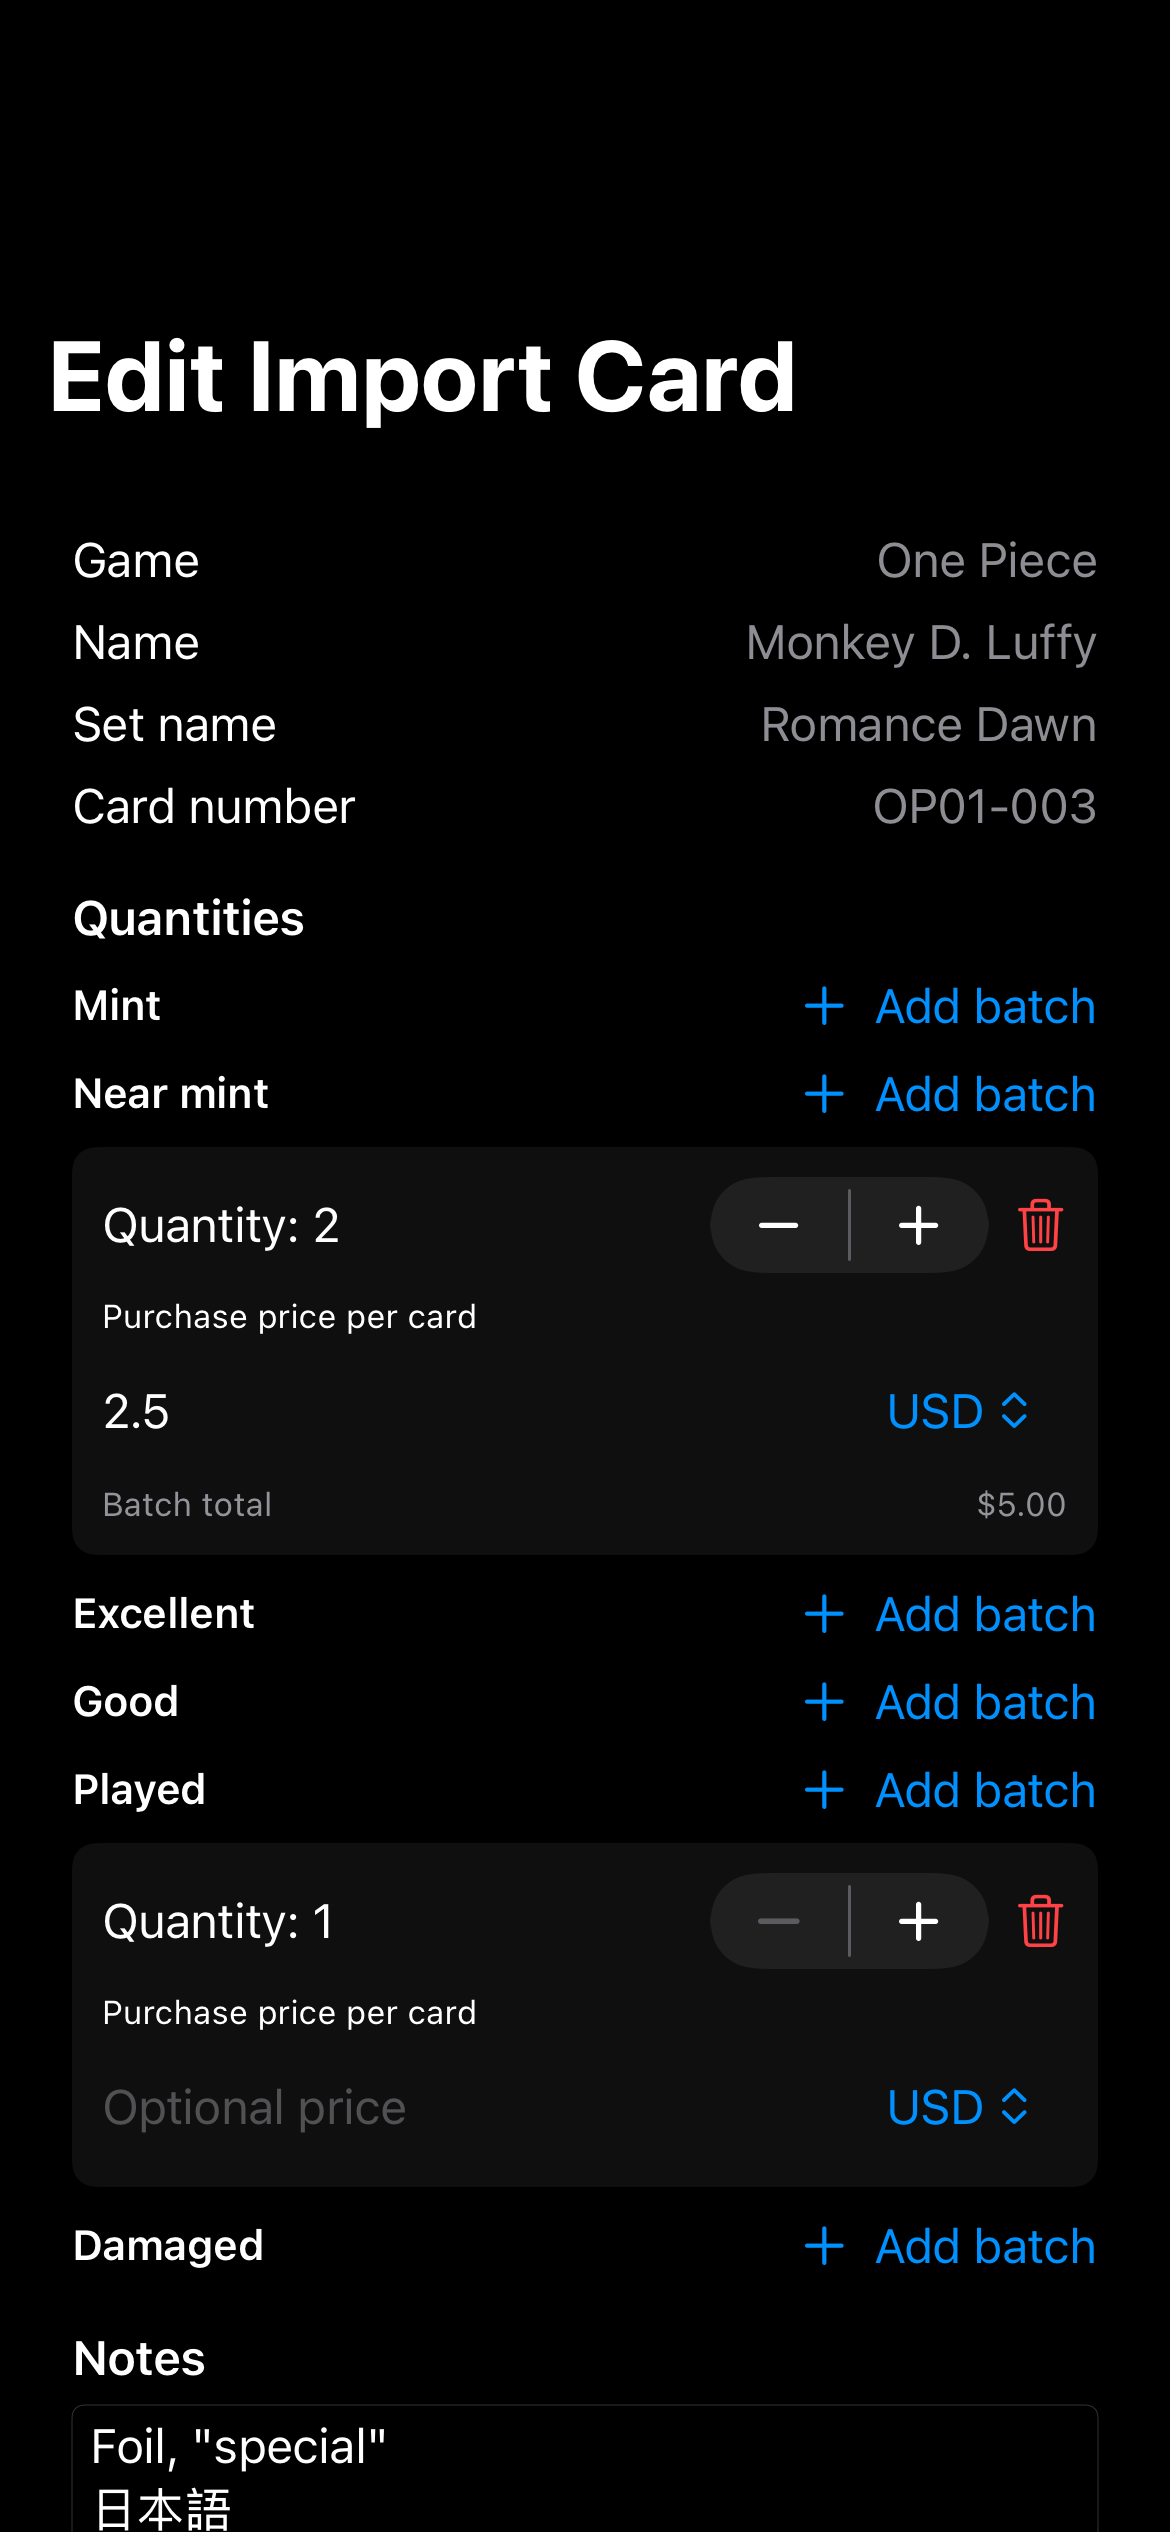 Edit Import Card
Game One Piece
Name Monkey D. Luffy
Set name Romance Dawn
Card number OP01-003
Quantities
Mint + Add batch
Near mint + Add batch
Quantity: 2
Purchase price per card
2.5 USD
Batch total $5.00
Excellent + Add batch
Good + Add batch
Played + Add batch
Quantity: 1
Purchase price per card
Optional price USD
Damaged + Add batch
Notes
Foil, "special"
日本語